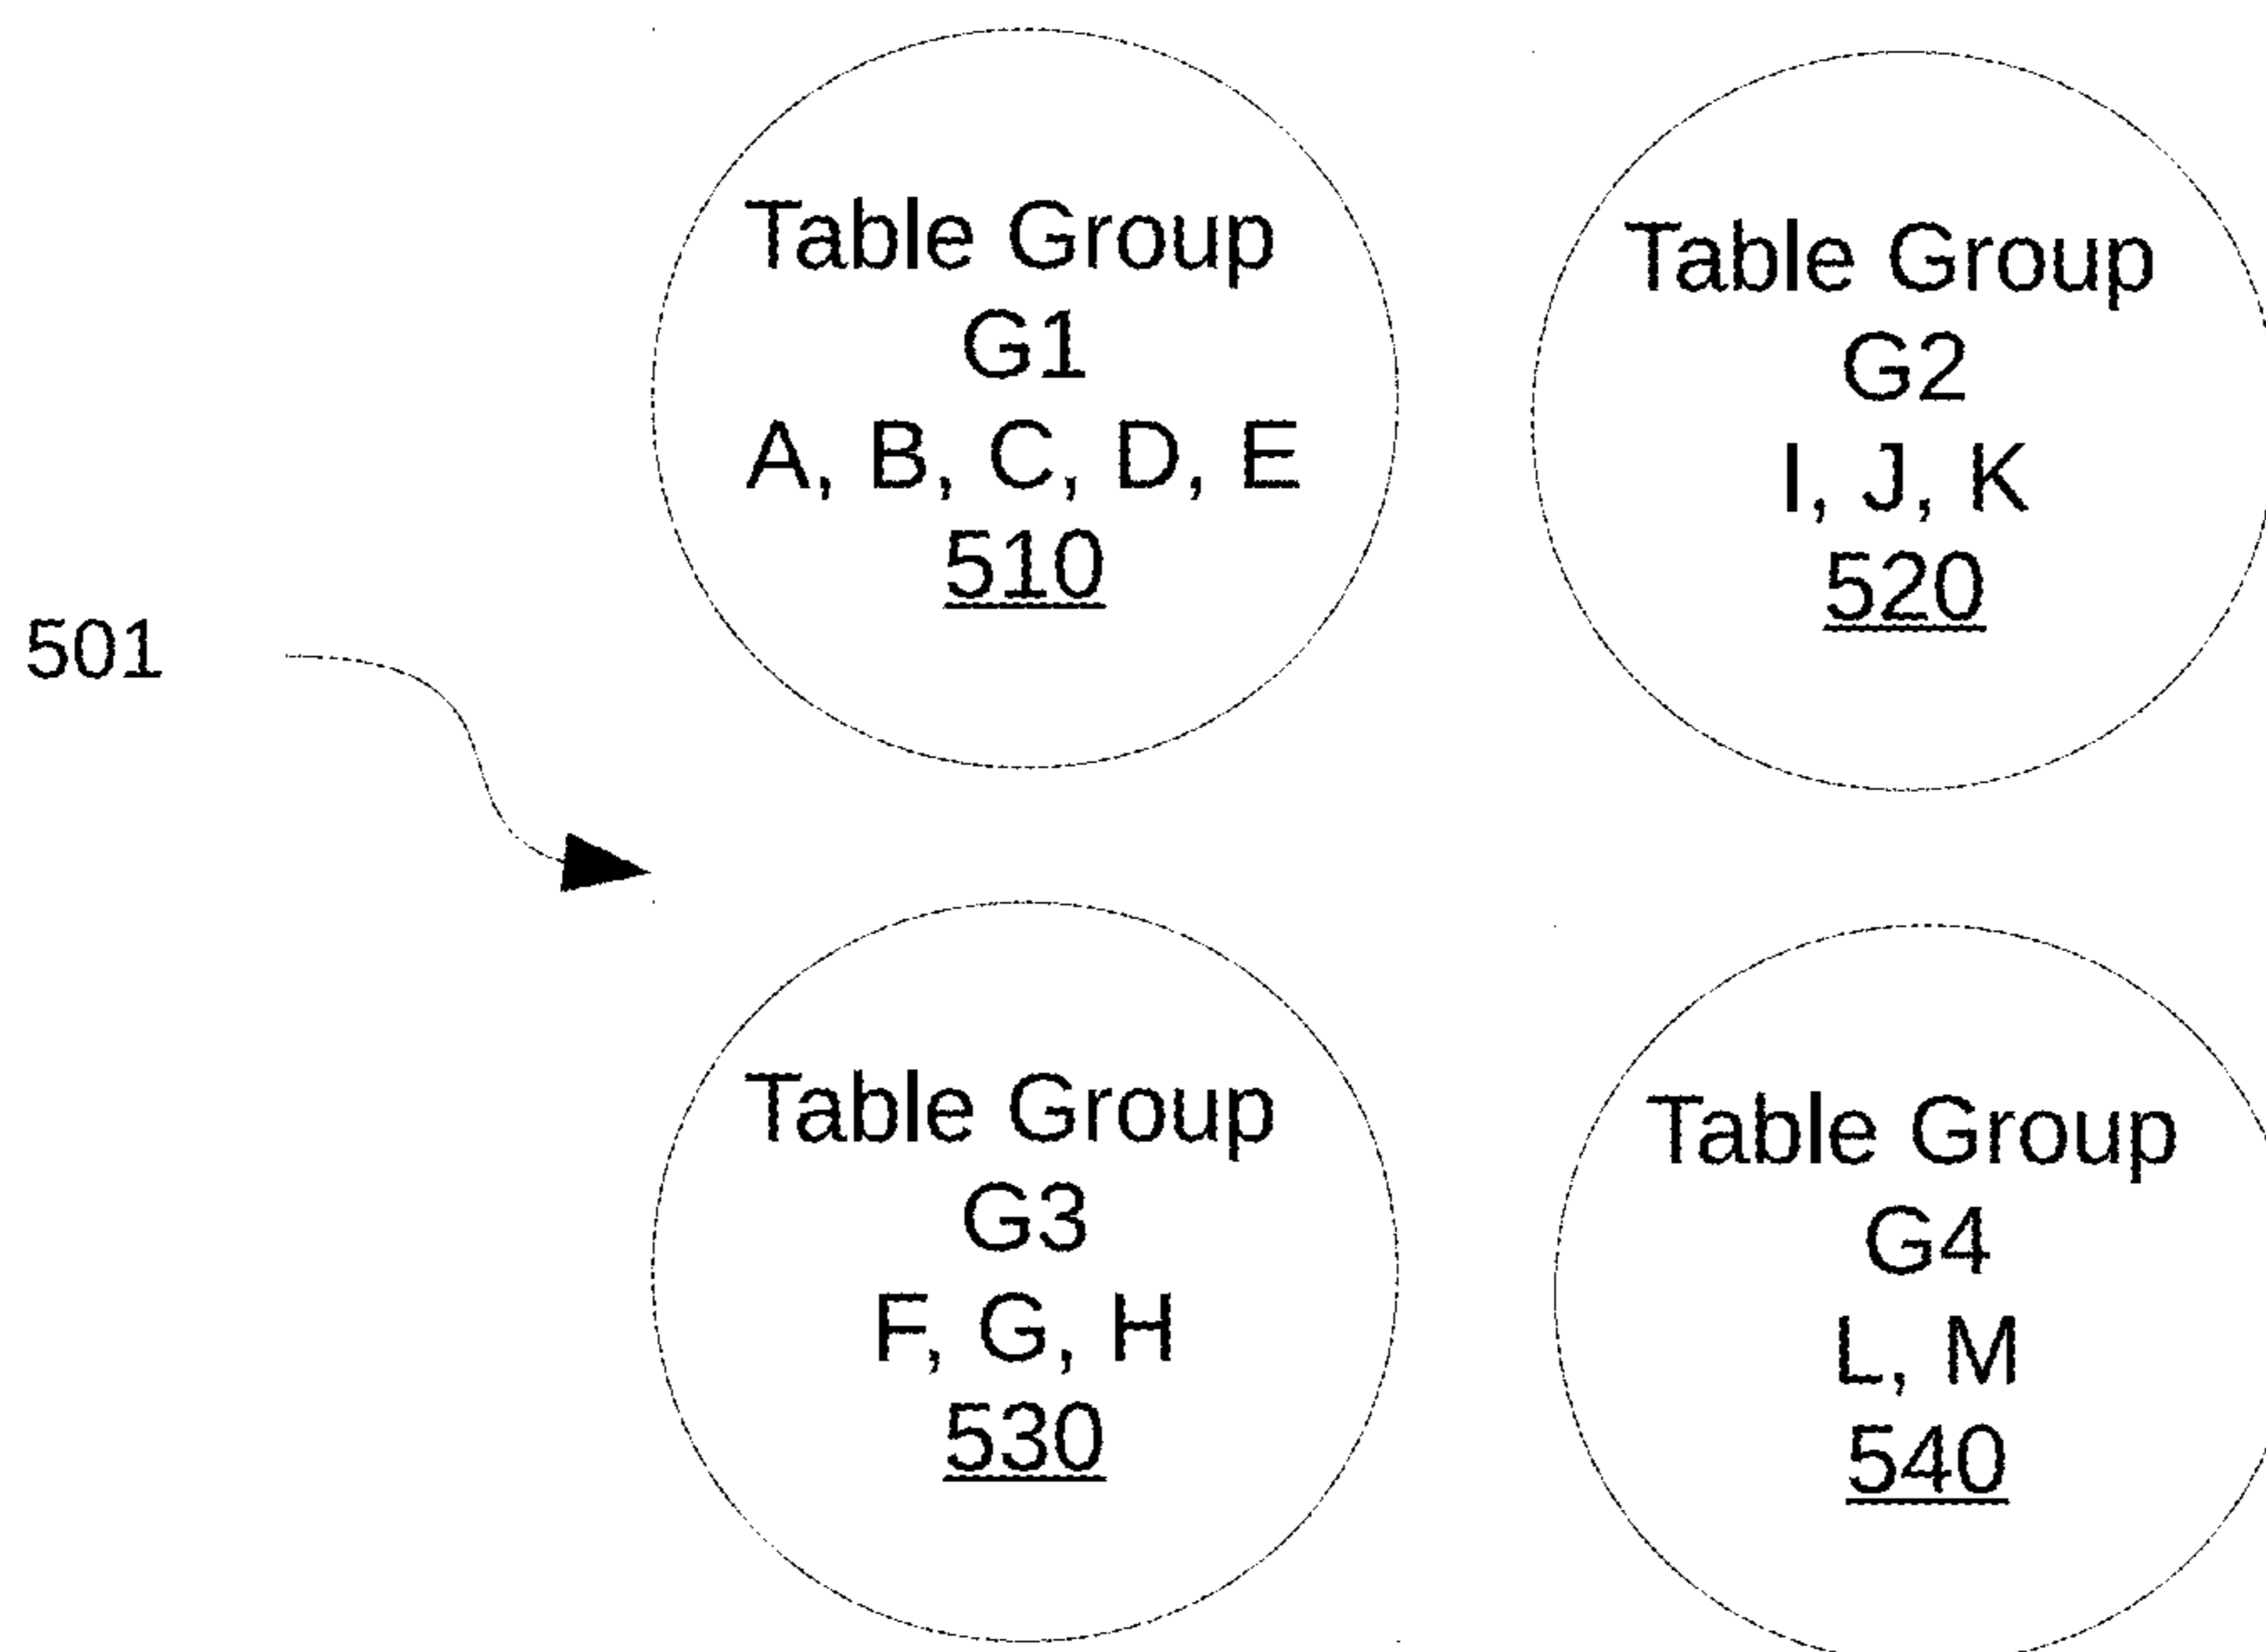 Table Group
G1
A, B, C, D, E
510
Table Group
G2
I, J, K
520
501
Table Group
G3
F, G, H
530
Table Group
G4
L, M
540